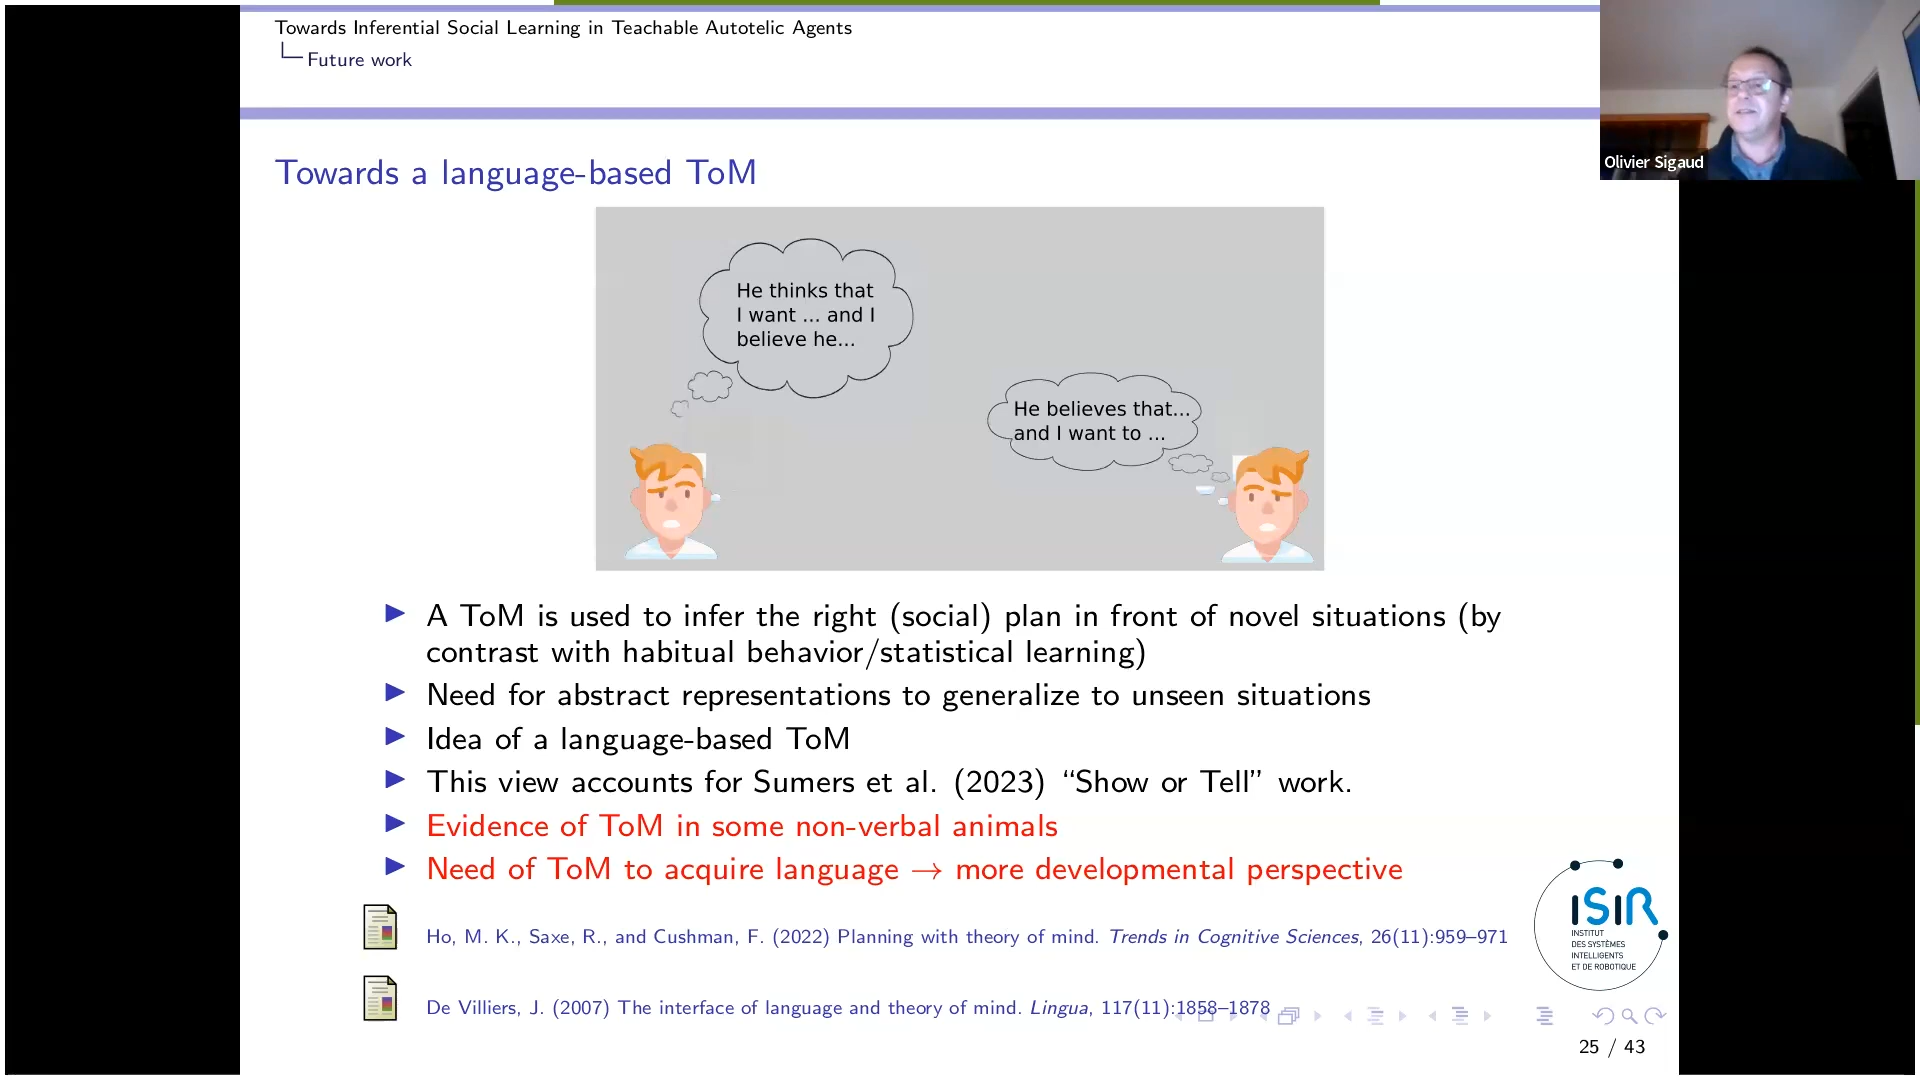 Towards Inferential Social Learning in Teachable Autotelic Agents
Future work
Olivier Sigaud
Towards a language-based ToM
He thinks that
I want ... and I
believe he...
He believes that...
and I want to ...
A ToM is used to infer the right (social) plan in front of novel situations (by
contrast with habitual behavior/statistical learning)
Need for abstract representations to generalize to unseen situations
Idea of a language-based ToM
This view accounts for Sumers et al. (2023) “Show or Tell” work.
Evidence of ToM in some non-verbal animals
Need of ToM to acquire language → more developmental perspective
Ho, M. K., Saxe, R., and Cushman, F. (2022) Planning with theory of mind. Trends in Cognitive Sciences, 26(11):959–971
De Villiers, J. (2007) The interface of language and theory of mind. Lingua, 117(11):1858–1878
ISIR
INSTITUT
DES SYSTÈMES
INTELLIGENTS
ET DE ROBOTIQUE
25 / 43